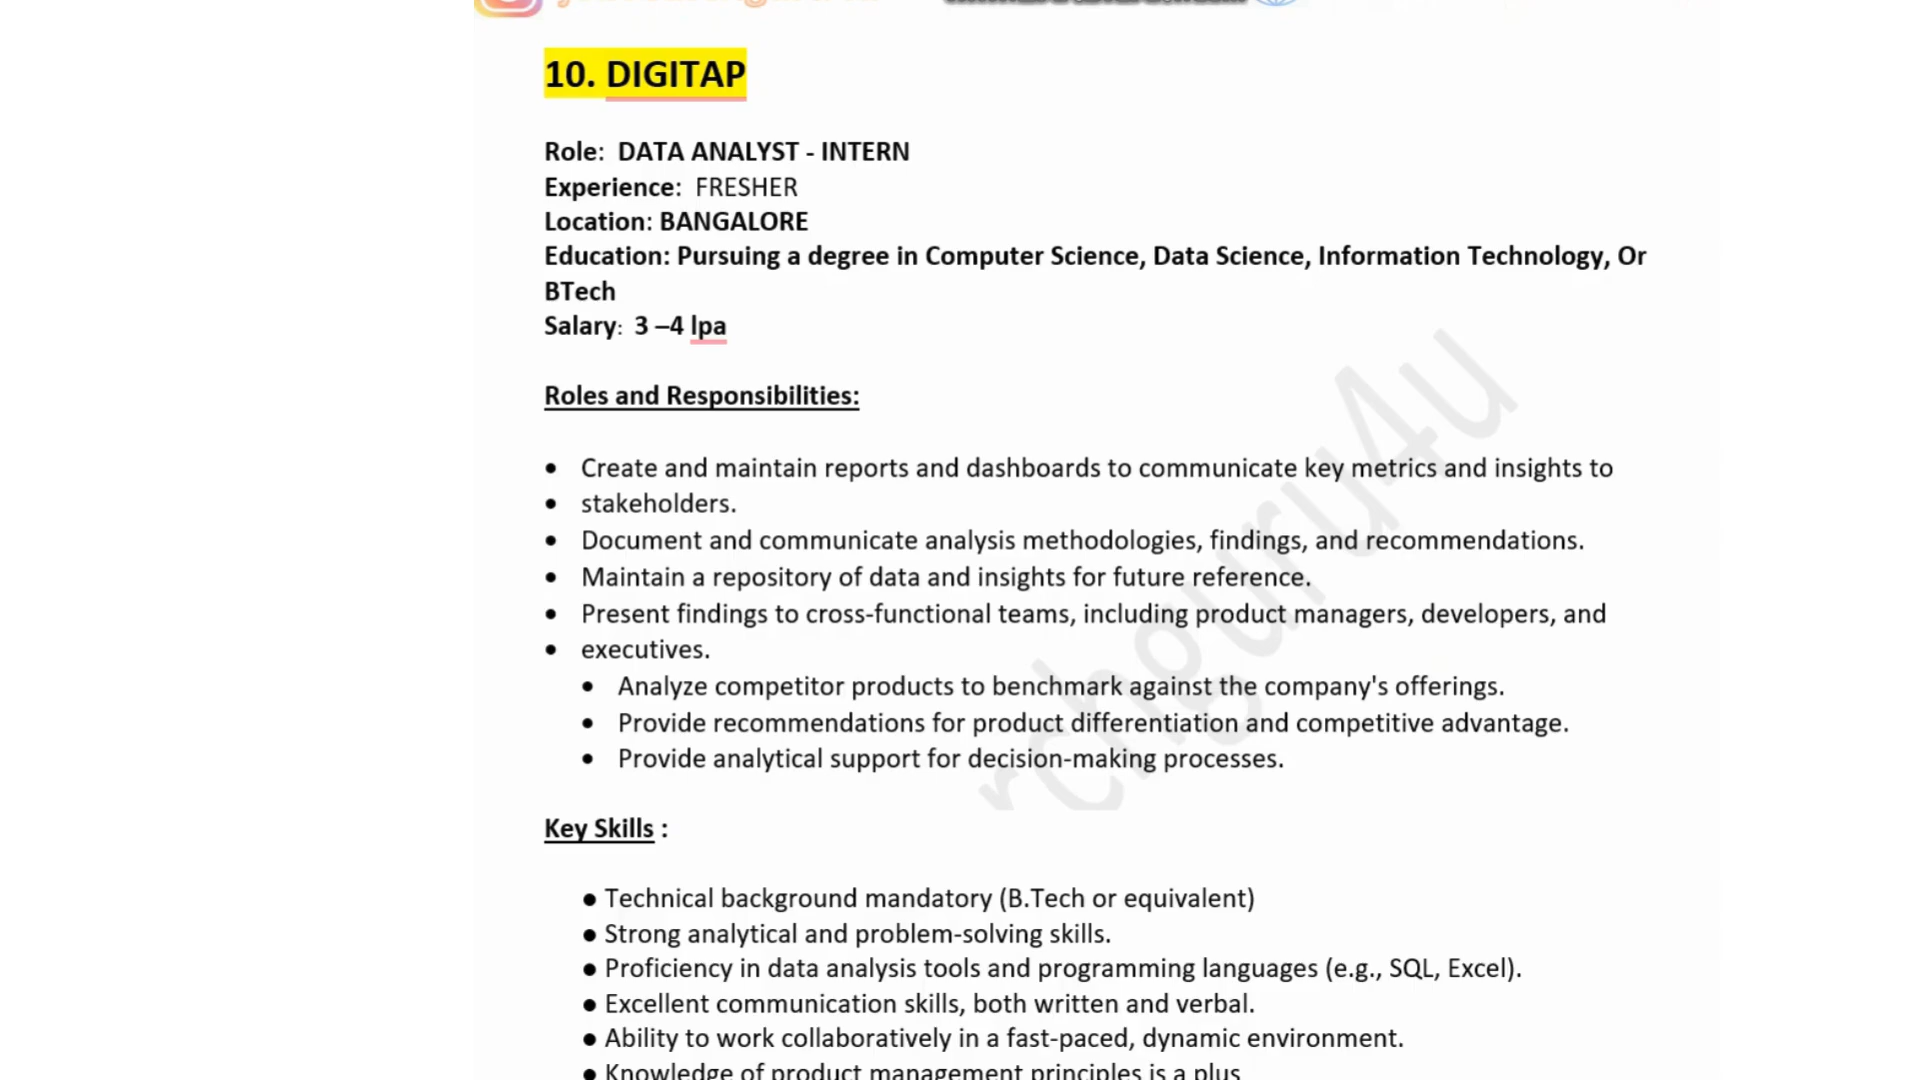 10. DIGITAP
Role: DATA ANALYST - INTERN
Experience: FRESHER
Location: BANGALORE
Education: Pursuing a degree in Computer Science, Data Science, Information Technology, Or
BTech
Salary: 3 –4 lpa
Roles and Responsibilities:
• Create and maintain reports and dashboards to communicate key metrics and insights to
• stakeholders.
• Document and communicate analysis methodologies, findings, and recommendations.
• Maintain a repository of data and insights for future reference.
• Present findings to cross-functional teams, including product managers, developers, and
• executives.
• Analyze competitor products to benchmark against the company's offerings.
• Provide recommendations for product differentiation and competitive advantage.
• Provide analytical support for decision-making processes.
rchguru4u
Key Skills :
● Technical background mandatory (B.Tech or equivalent)
● Strong analytical and problem-solving skills.
● Proficiency in data analysis tools and programming languages (e.g., SQL, Excel).
● Excellent communication skills, both written and verbal.
● Ability to work collaboratively in a fast-paced, dynamic environment.
● Knowledge of product management principles is a plus